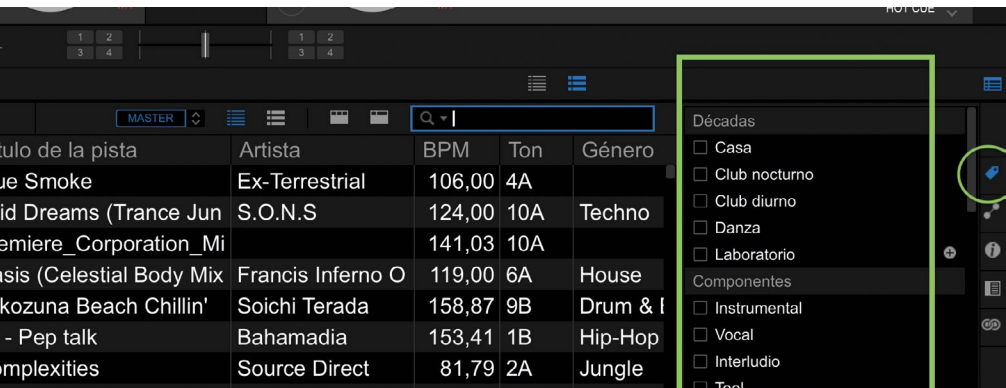 HOT CUE
1 2
3 4
1 2
3 4
MASTER
tulo de la pista Artista BPM Ton Género
ue Smoke Ex-Terrestrial 106,00 4A
id Dreams (Trance Jun S.O.N.S 124,00 10A Techno
emiere_Corporation_Mi 141,03 10A
asis (Celestial Body Mix Francis Inferno O 119,00 6A House
kozuna Beach Chillin' Soichi Terada 158,87 9B Drum &
- Pep talk Bahamadia 153,41 1B Hip-Hop
omplexities Source Direct 81,79 2A Jungle
Décadas
Casa
Club nocturno
Club diurno
Danza
Laboratorio
Componentes
Instrumental
Vocal
Interludio
Tool